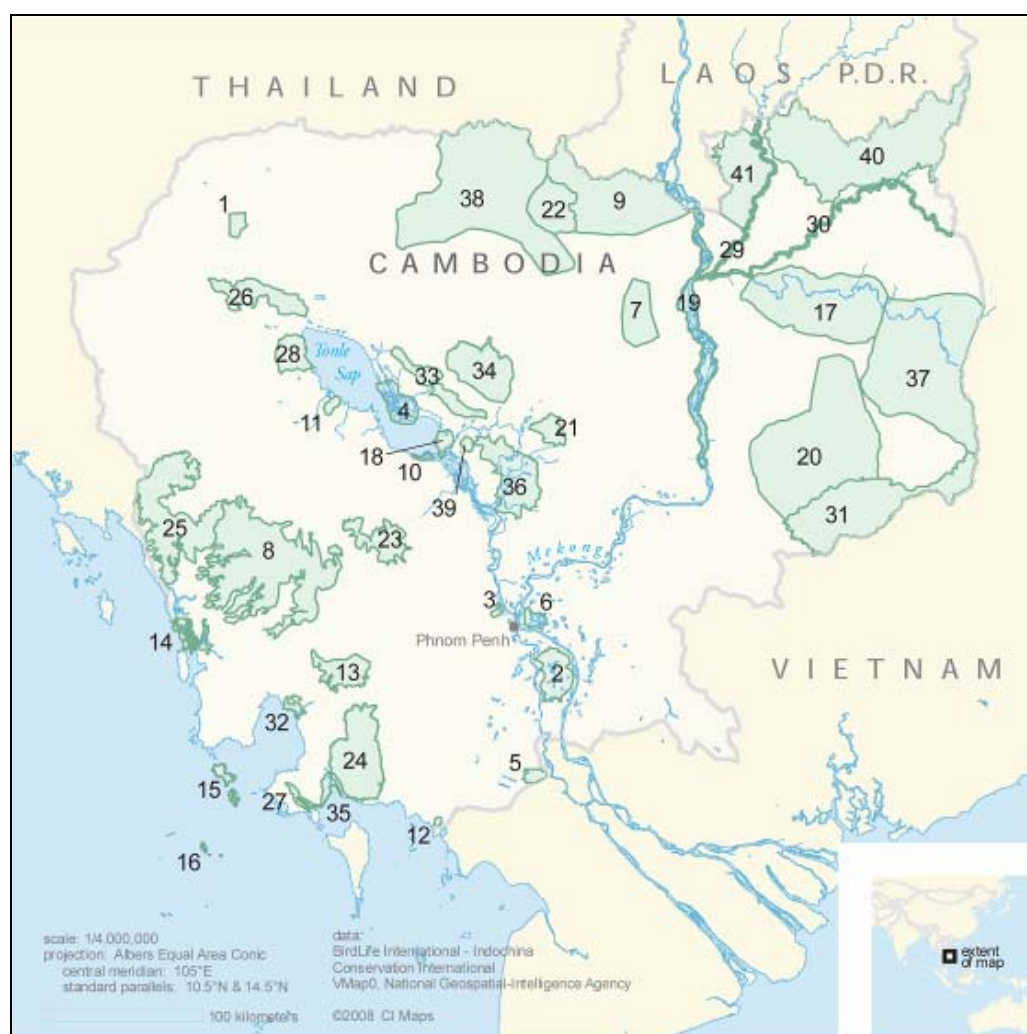 THAILAND
LAOS P.D.R.
40
41
1
38
22
9
30
CAMBODIA
29
26
7
19
17
28
Tonle
Sap
33
34
37
11
4
21
18
10
20
36
39
31
25
8
23
Mekong
3
6
14
Phnom Penh
13
2
VIETNAM
32
24
5
15
27
35
12
16
scale: 1/4,000,000
projection: Albers Equal Area Conic
central meridian: 105°E
standard parallels: 10.5°N & 14.5°N
100 kilometers
data:
BirdLife International - Indochina
Conservation International
VMap0, National Geospatial-Intelligence Agency
©2008 CI Maps
extent
of map